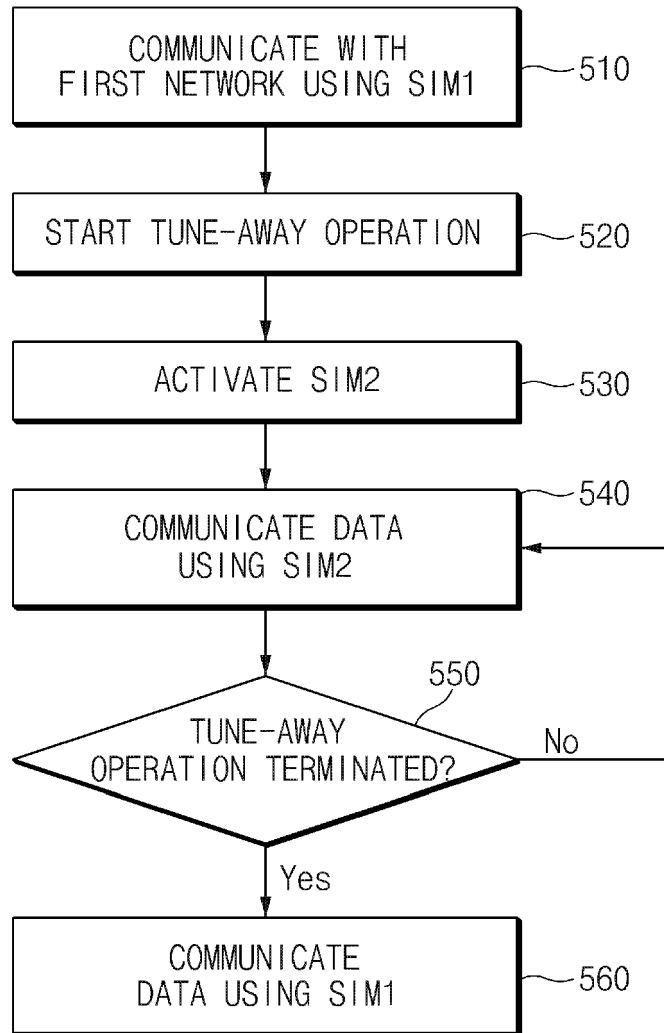 COMMUNICATE WITH
FIRST NETWORK USING SIM1
510
START TUNE-AWAY OPERATION
520
ACTIVATE SIM2
530
540
COMMUNICATE DATA
USING SIM2
550
TUNE-AWAY
OPERATION TERMINATED?
No
Yes
COMMUNICATE
DATA USING SIM1
560